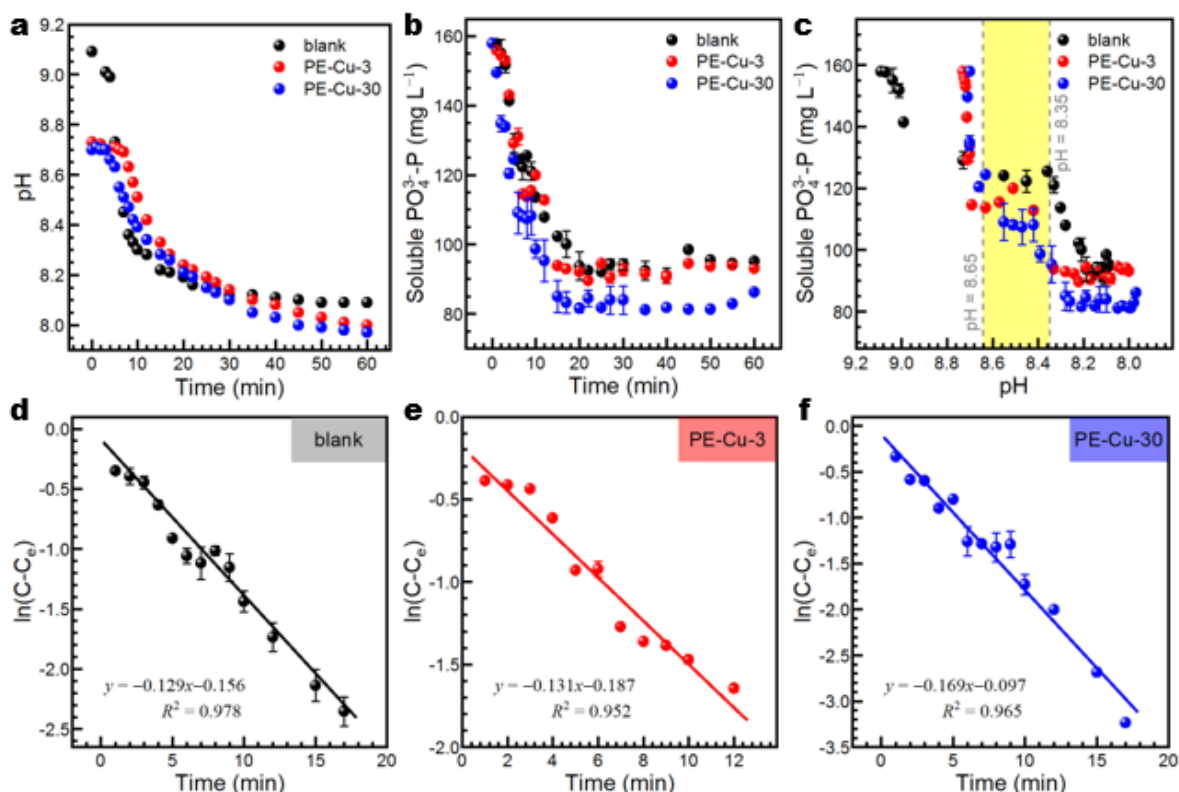 a
9.2
9.0
8.8
8.6
8.4
8.2
8.0
pH
blank
PE-Cu-3
PE-Cu-30
0 10 20 30 40 50 60
Time (min)
b
160
140
120
100
80
Soluble PO₄³⁻-P (mg L⁻¹)
blank
PE-Cu-3
PE-Cu-30
0 10 20 30 40 50 60
Time (min)
c
160
140
120
100
80
Soluble PO₄³⁻-P (mg L⁻¹)
blank
PE-Cu-3
PE-Cu-30
pH = 8.65
pH = 8.35
9.2 9.0 8.8 8.6 8.4 8.2 8.0
pH
d
0.0
-0.5
-1.0
-1.5
-2.0
-2.5
ln(C-Cₑ)
blank
y = −0.129x−0.156
R² = 0.978
0 5 10 15 20
Time (min)
e
0.0
-0.5
-1.0
-1.5
-2.0
ln(C-Cₑ)
PE-Cu-3
y = −0.131x−0.187
R² = 0.952
0 2 4 6 8 10 12
Time (min)
f
0.0
-0.5
-1.0
-1.5
-2.0
-2.5
-3.0
-3.5
ln(C-Cₑ)
PE-Cu-30
y = −0.169x−0.097
R² = 0.965
0 5 10 15 20
Time (min)